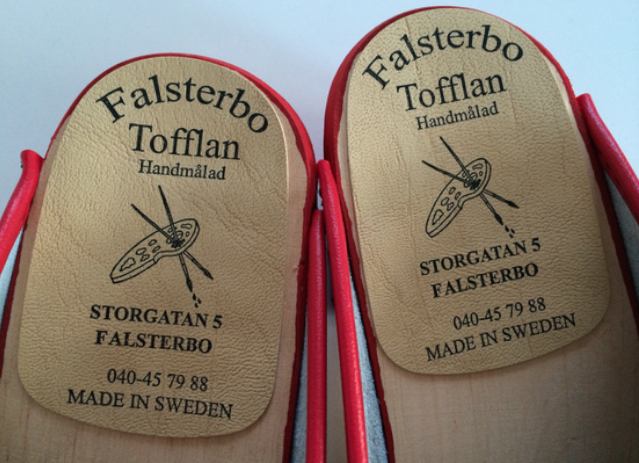 Falsterbo
Tofflan
Handmålad
STORGATAN 5
FALSTERBO
040-45 79 88
MADE IN SWEDEN
Falsterbo
Tofflan
Handmålad
STORGATAN 5
FALSTERBO
040-45 79 88
MADE IN SWEDEN